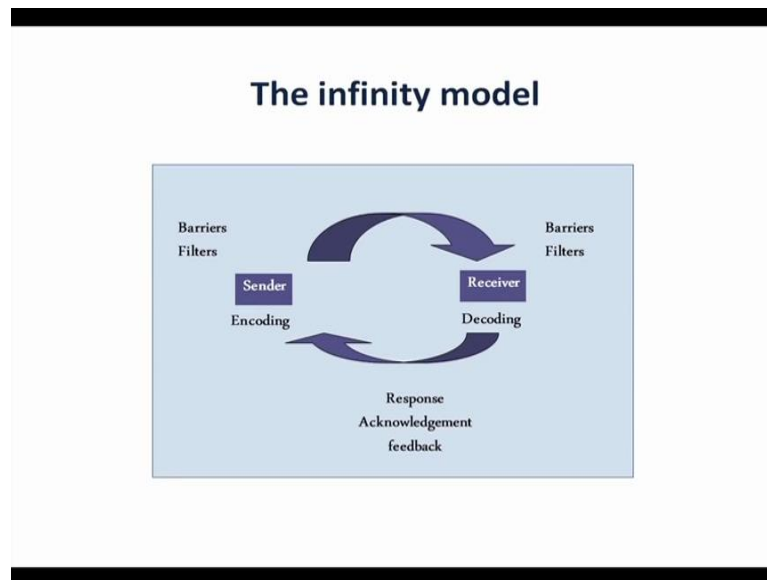 The infinity model
Barriers
Filters
Barriers
Filters
Sender
Receiver
Encoding
Decoding
Response
Acknowledgement
feedback